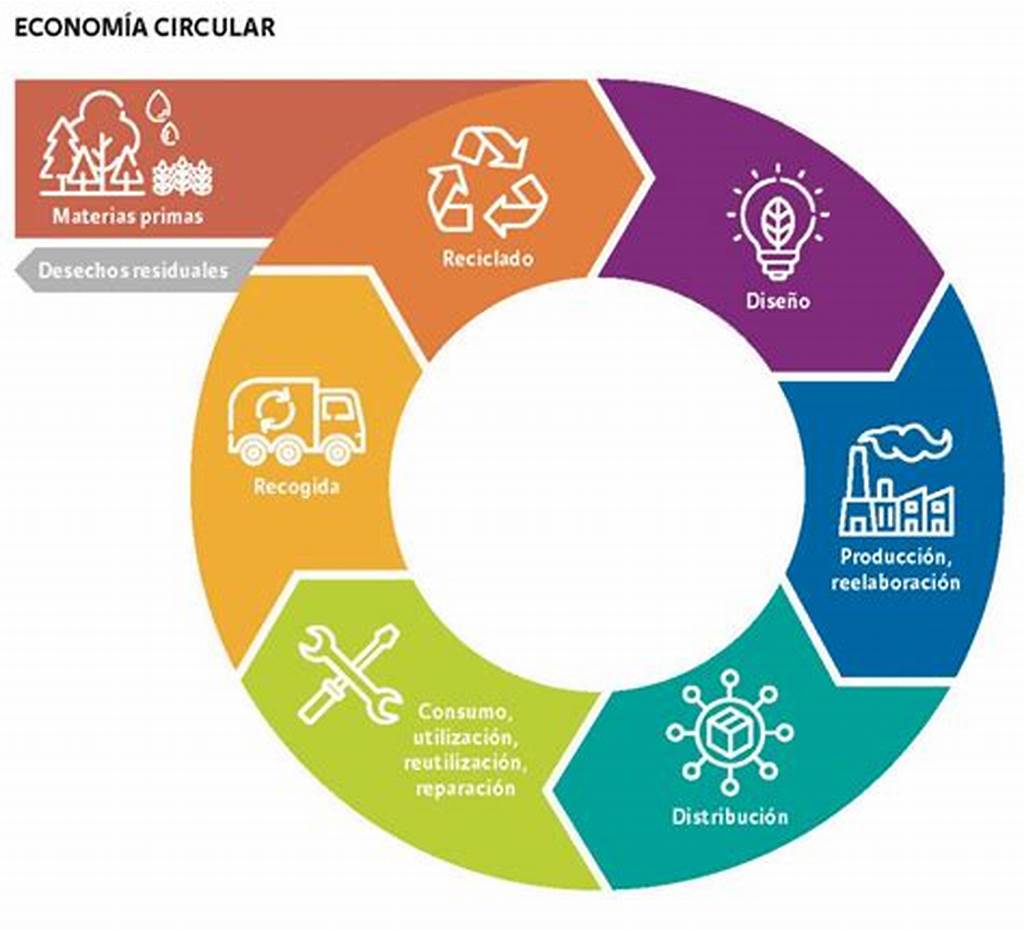 ECONOMÍA CIRCULAR
Materias primas
Desechos residuales
Reciclado
Diseño
Producción,
reelaboración
Distribución
Consumo,
utilización,
reutilización,
reparación
Recogida